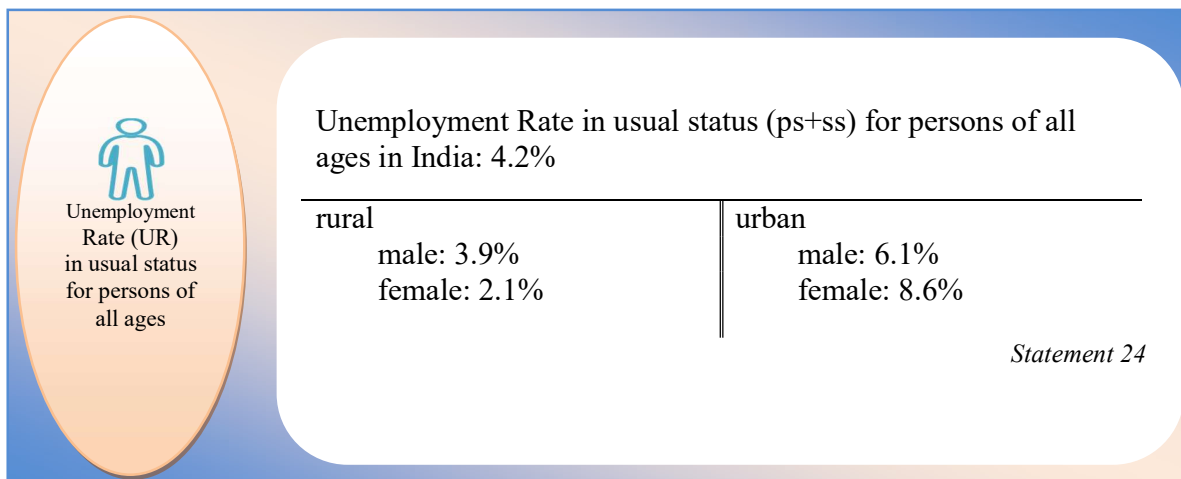 Unemployment
Rate (UR)
in usual status
for persons of
all ages
Unemployment Rate in usual status (ps+ss) for persons of all
ages in India: 4.2%
rural
male: 3.9%
female: 2.1%
urban
male: 6.1%
female: 8.6%
Statement 24